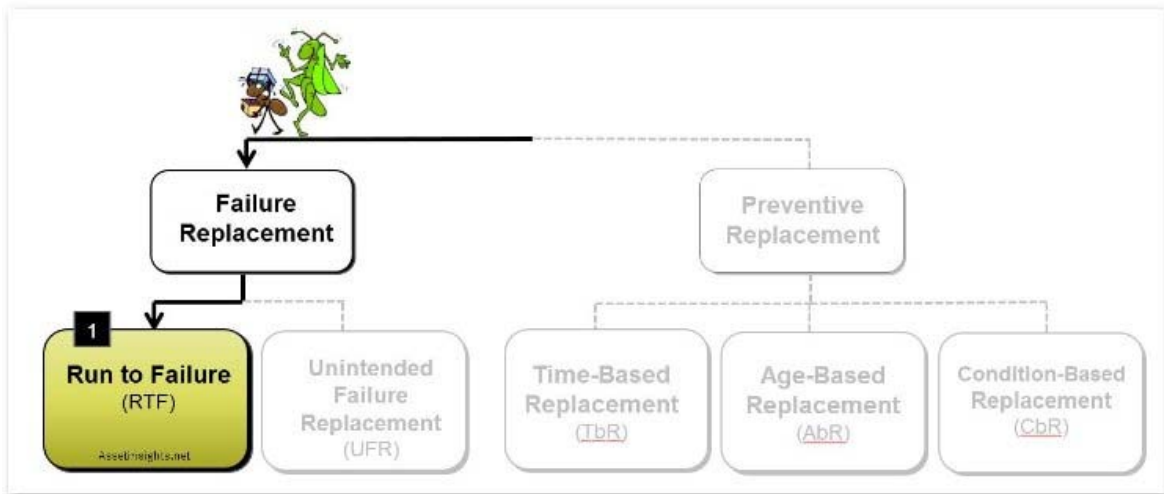 Failure
Replacement
Preventive
Replacement
1
Run to Failure
(RTF)
AssetInsights.net
Unintended
Failure
Replacement
(UFR)
Time-Based
Replacement
(TbR)
Age-Based
Replacement
(AbR)
Condition-Based
Replacement
(CbR)